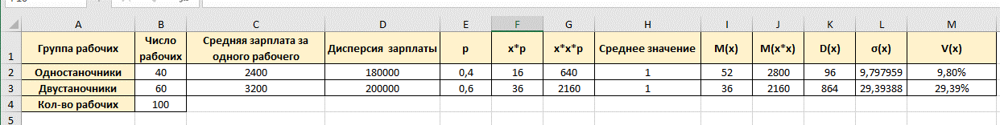 A B C D E F G H I J K L M
1 Группа рабочих Число рабочих Средняя зарплата за одного рабочего Дисперсия зарплаты p x*p x*x*p Среднее значение M(x) M(x*x) D(x) σ(x) V(x)
2 Одностаночники 40 2400 180000 0,4 16 640 1 52 2800 96 9,797959 9,80%
3 Двустаночники 60 3200 200000 0,6 36 2160 1 36 2160 864 29,39388 29,39%
4 Кол-во рабочих 100
5